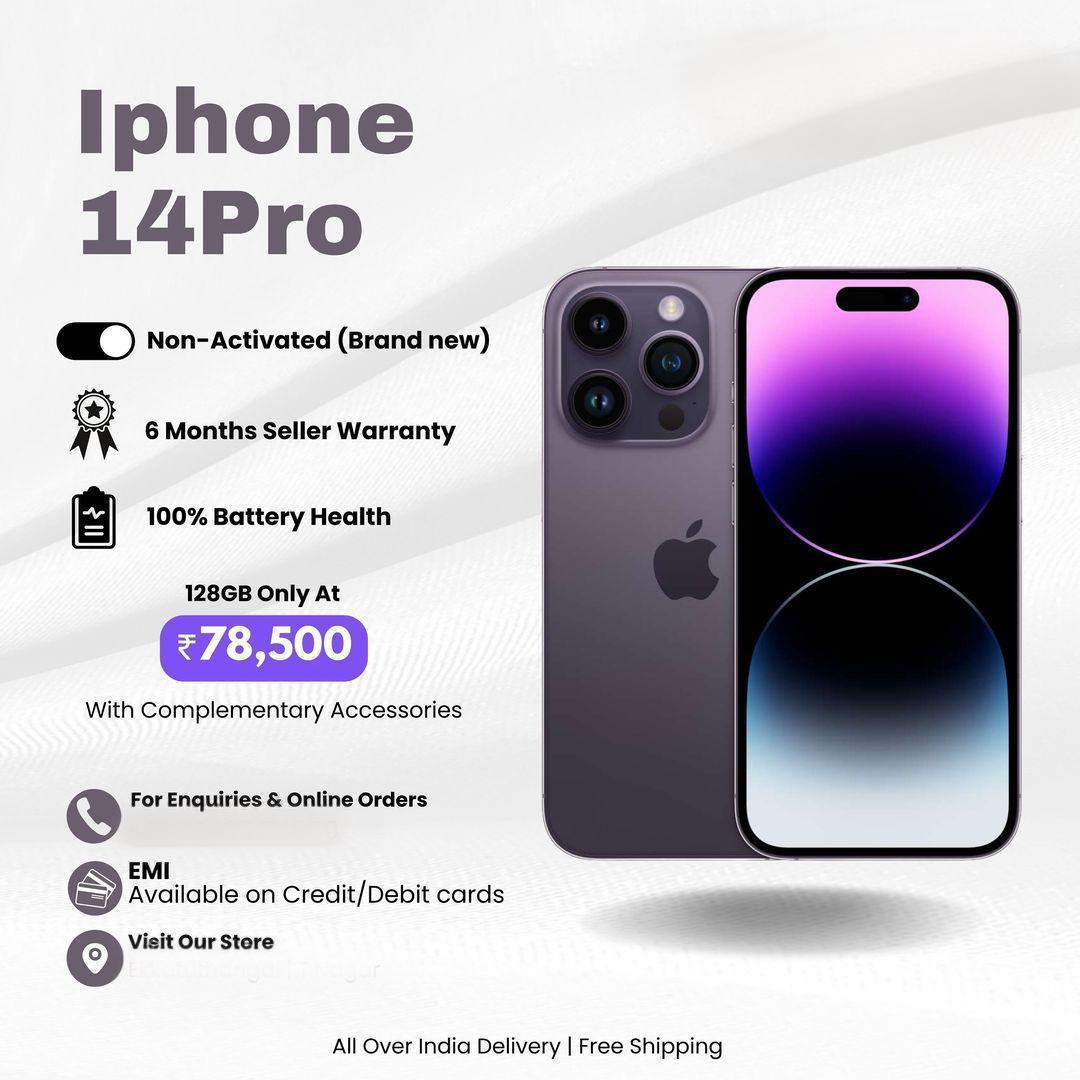 Iphone
14Pro
Non-Activated (Brand new)
6 Months Seller Warranty
100% Battery Health
128GB Only At
₹78,500
With Complementary Accessories
For Enquiries & Online Orders
EMI
Available on Credit/Debit cards
Visit Our Store
All Over India Delivery | Free Shipping